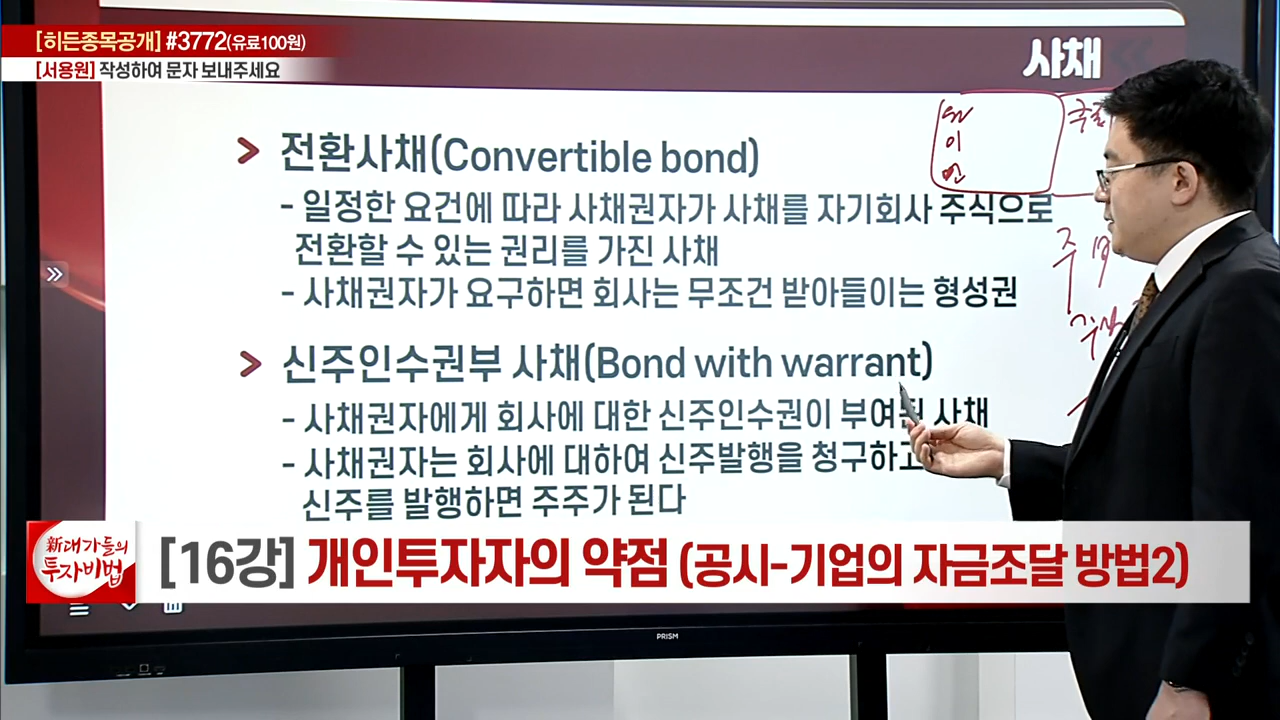 [히든종목공개] #3772(유료100원)
[서용원] 작성하여 문자 보내주세요
사채
전환사채(Convertible bond)
- 일정한 요건에 따라 사채권자가 사채를 자기회사 주식으로
전환할 수 있는 권리를 가진 사채
- 사채권자가 요구하면 회사는 무조건 받아들이는 형성권
신주인수권부 사채(Bond with warrant)
- 사채권자에게 회사에 대한 신주인수권이 부여된 사채
- 사채권자는 회사에 대하여 신주발행을 청구하고
신주를 발행하면 주주가 된다
新대가들의
투자비법
[16강] 개인투자자의 약점 (공시-기업의 자금조달 방법2)
PRISM